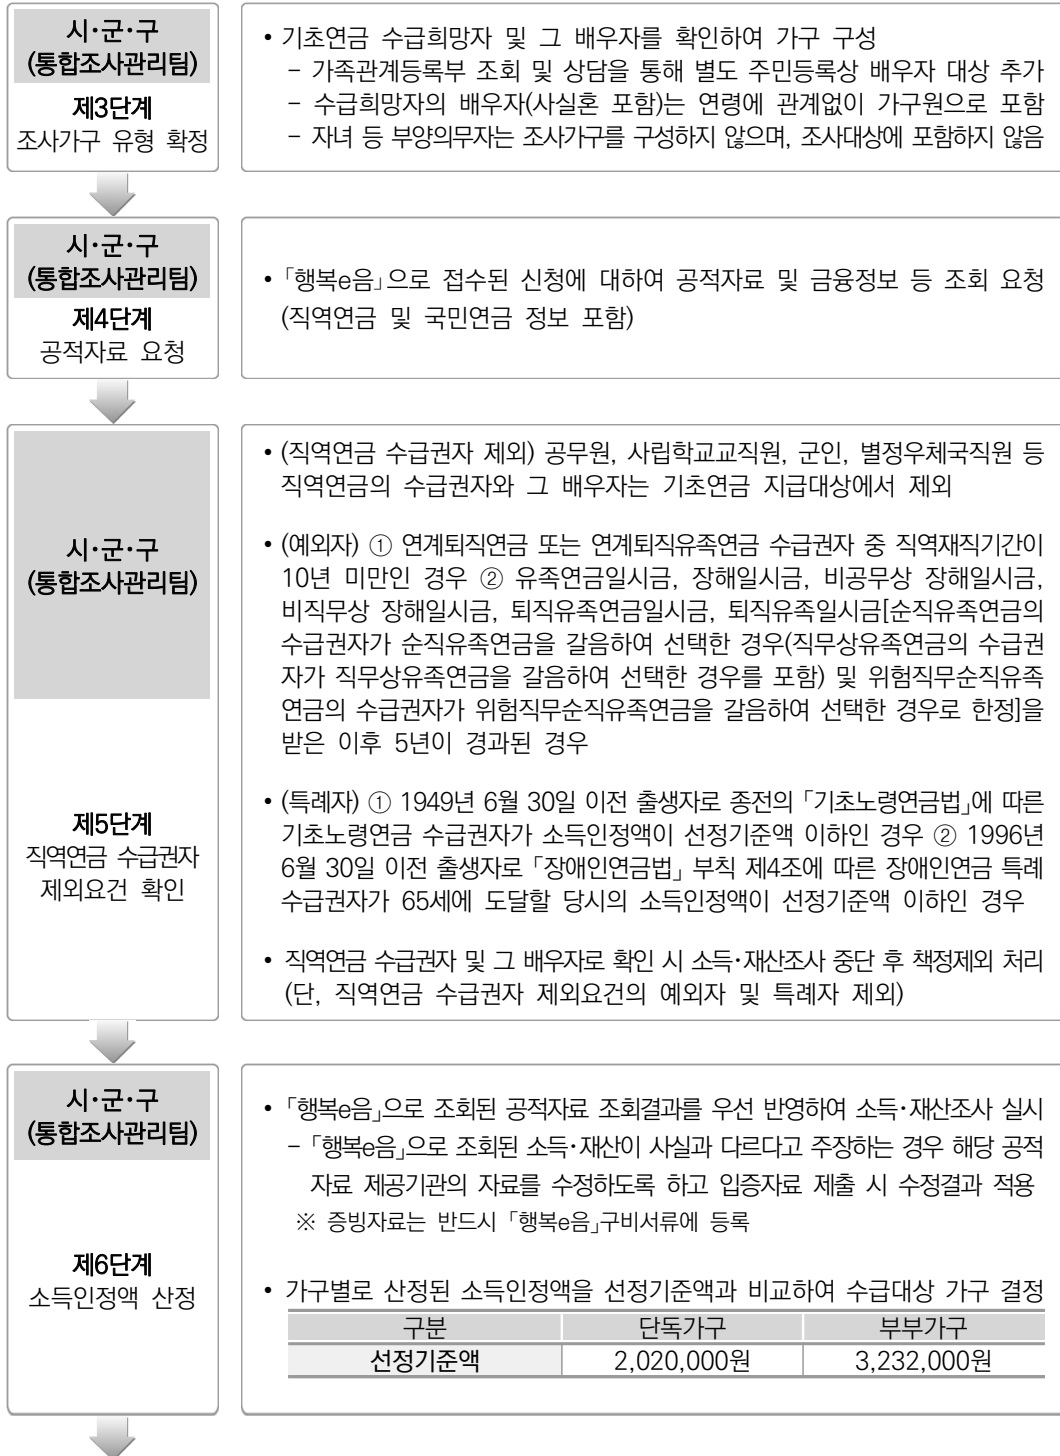 시·군·구
(통합조사관리팀)
제3단계
조사가구 유형 확정
• 기초연금 수급희망자 및 그 배우자를 확인하여 가구 구성
- 가족관계등록부 조회 및 상담을 통해 별도 주민등록상 배우자 대상 추가
- 수급희망자의 배우자(사실혼 포함)는 연령에 관계없이 가구원으로 포함
- 자녀 등 부양의무자는 조사가구를 구성하지 않으며, 조사대상에 포함하지 않음
시·군·구
(통합조사관리팀)
제4단계
공적자료 요청
•「행복e음」으로 접수된 신청에 대하여 공적자료 및 금융정보 등 조회 요청
(직역연금 및 국민연금 정보 포함)
시·군·구
(통합조사관리팀)
제5단계
직역연금 수급권자
제외요건 확인
• (직역연금 수급권자 제외) 공무원, 사립학교교직원, 군인, 별정우체국직원 등
직역연금의 수급권자와 그 배우자는 기초연금 지급대상에서 제외
• (예외자) ① 연계퇴직연금 또는 연계퇴직유족연금 수급권자 중 직역재직기간이
10년 미만인 경우 ② 유족연금일시금, 장해일시금, 비공무상 장해일시금,
비직무상 장해일시금, 퇴직유족연금일시금, 퇴직유족일시금[순직유족연금의
수급권자가 순직유족연금을 갈음하여 선택한 경우(직무상유족연금의 수급권
자가 직무상유족연금을 갈음하여 선택한 경우를 포함) 및 위험직무순직유족
연금의 수급권자가 위험직무순직유족연금을 갈음하여 선택한 경우로 한정]을
받은 이후 5년이 경과된 경우
• (특례자) ① 1949년 6월 30일 이전 출생자로 종전의 「기초노령연금법」에 따른
기초노령연금 수급권자가 소득인정액이 선정기준액 이하인 경우 ② 1996년
6월 30일 이전 출생자로 「장애인연금법」 부칙 제4조에 따른 장애인연금 특례
수급권자가 65세에 도달할 당시의 소득인정액이 선정기준액 이하인 경우
• 직역연금 수급권자 및 그 배우자로 확인 시 소득·재산조사 중단 후 책정제외 처리
(단, 직역연금 수급권자 제외요건의 예외자 및 특례자 제외)
시·군·구
(통합조사관리팀)
제6단계
소득인정액 산정
•「행복e음」으로 조회된 공적자료 조회결과를 우선 반영하여 소득·재산조사 실시
-「행복e음」으로 조회된 소득·재산이 사실과 다르다고 주장하는 경우 해당 공적
자료 제공기관의 자료를 수정하도록 하고 입증자료 제출 시 수정결과 적용
※ 증빙자료는 반드시 「행복e음」구비서류에 등록
• 가구별로 산정된 소득인정액을 선정기준액과 비교하여 수급대상 가구 결정
구분 단독가구 부부가구
선정기준액 2,020,000원 3,232,000원